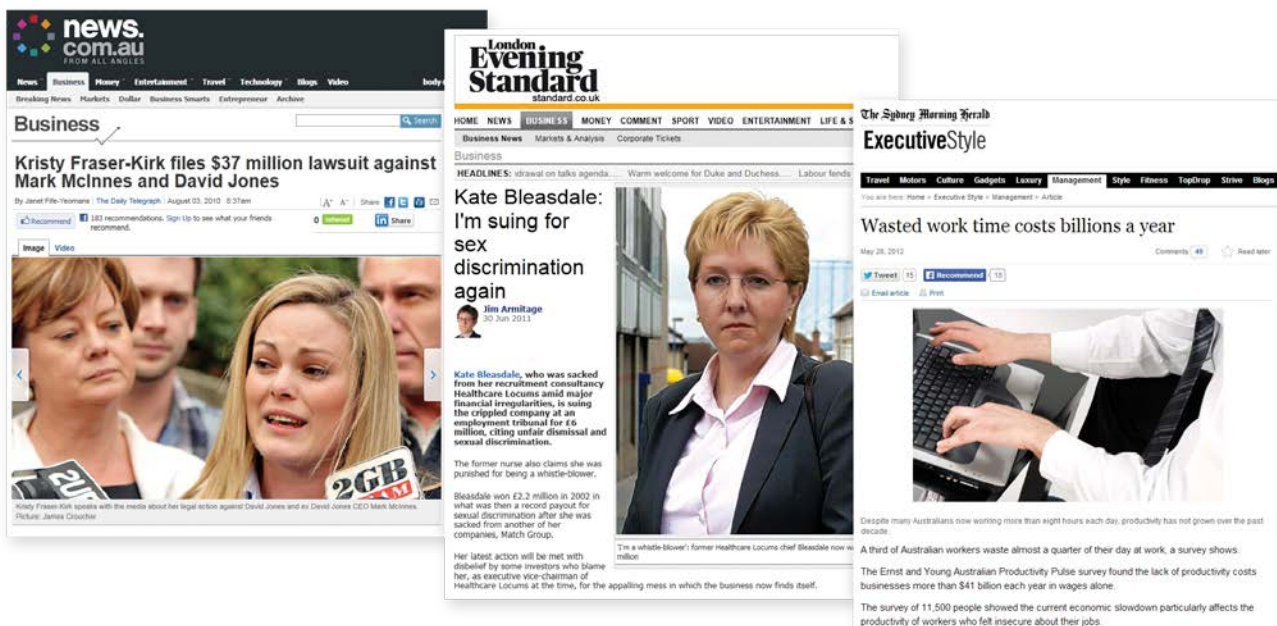 news.
com.au
FROM ALL ANGLES
News Business Money Entertainment Travel Technology Blogs Video body
Breaking News Markets Dollar Business Smarts Entrepreneur Archive
Business
Search
Kristy Fraser-Kirk files $37 million lawsuit against
Mark McInnes and David Jones
By Janet Fife-Yeomans The Daily Telegraph August 03, 2010 8:37am
A+ A- Share
Recommend 183 recommendations. Sign Up to see what your friends
recommend.
0 retweet
in Share
Image Video
2U
2GB
Kristy Fraser-Kirk speaks with the media about her legal action against David Jones and ex David Jones CEO Mark McInnes.
Picture: James Croucher
London
Evening
Standard
standard.co.uk
HOME NEWS BUSINESS MONEY COMMENT SPORT VIDEO ENTERTAINMENT LIFE & S
Business News Markets & Analysis Corporate Tickets
Business
HEADLINES: drawal on talks agenda.... Warm welcome for Duke and Duchess.... Labour fends
Kate Bleasdale:
I'm suing for
sex
discrimination
again
Jim Armitage
30 Jun 2011
Kate Bleasdale, who was sacked
from her recruitment consultancy
Healthcare Locums amid major
financial irregularities, is suing
the crippled company at an
employment tribunal for £6
million, citing unfair dismissal and
sexual discrimination.
The former nurse also claims she was
punished for being a whistle-blower.
Bleasdale won £2.2 million in 2002 in
what was then a record payout for
sexual discrimination after she was
sacked from another of her
companies, Match Group.
Her latest action will be met with
disbelief by some investors who blame
her, as executive vice-chairman of
Healthcare Locums at the time, for the appalling mess in which the business now finds itself.
'I'm a whistle-blower': former Healthcare Locums chief Bleasdale now wa
million
The Sydney Morning Herald
ExecutiveStyle
Travel Motors Culture Gadgets Luxury Management Style Fitness TopDrop Strive Blogs
You are here: Home Executive Style Management Article
Wasted work time costs billions a year
May 28, 2012
Comments 49 Read later
Tweet 15 Recommend 18
Email article Print
Despite many Australians now working more than eight hours each day, productivity has not grown over the past
decade.
A third of Australian workers waste almost a quarter of their day at work, a survey shows.
The Ernst and Young Australian Productivity Pulse survey found the lack of productivity costs
businesses more than $41 billion each year in wages alone.
The survey of 11,500 people showed the current economic slowdown particularly affects the
productivity of workers who felt insecure about their jobs.